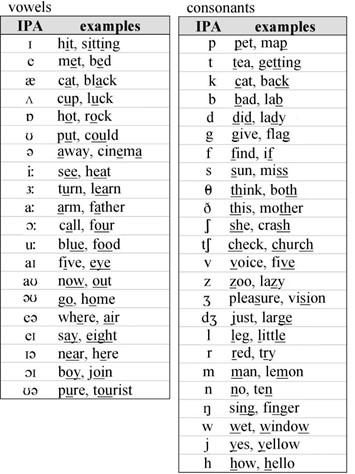 vowels
IPA examples
ɪ hit, sitting
e met, bed
æ cat, black
ʌ cup, luck
ɒ hot, rock
ʊ put, could
ə away, cinema
i: see, heat
ɜ: turn, learn
a: arm, father
ɔ: call, four
u: blue, food
aɪ five, eye
aʊ now, out
əʊ go, home
eə where, air
eɪ say, eight
ɪə near, here
ɔɪ boy, join
ʊə pure, tourist
consonants
IPA examples
p pet, map
t tea, getting
k cat, back
b bad, lab
d did, lady
g give, flag
f find, if
s sun, miss
θ think, both
ð this, mother
ʃ she, crash
tʃ check, church
v voice, five
z zoo, lazy
ʒ pleasure, vision
dʒ just, large
l leg, little
r red, try
m man, lemon
n no, ten
ŋ sing, finger
w wet, window
j yes, yellow
h how, hello